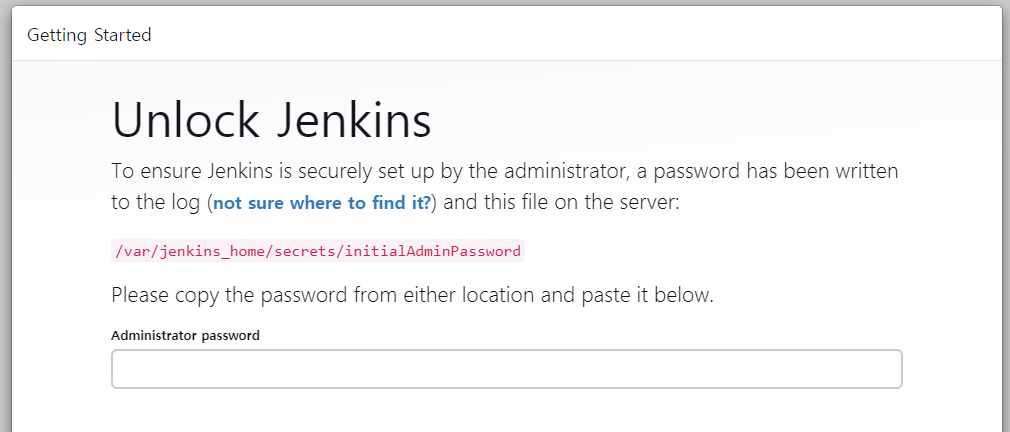 Getting Started
Unlock Jenkins
To ensure Jenkins is securely set up by the administrator, a password has been written
to the log (not sure where to find it?) and this file on the server:
/var/jenkins_home/secrets/initialAdminPassword
Please copy the password from either location and paste it below.
Administrator password